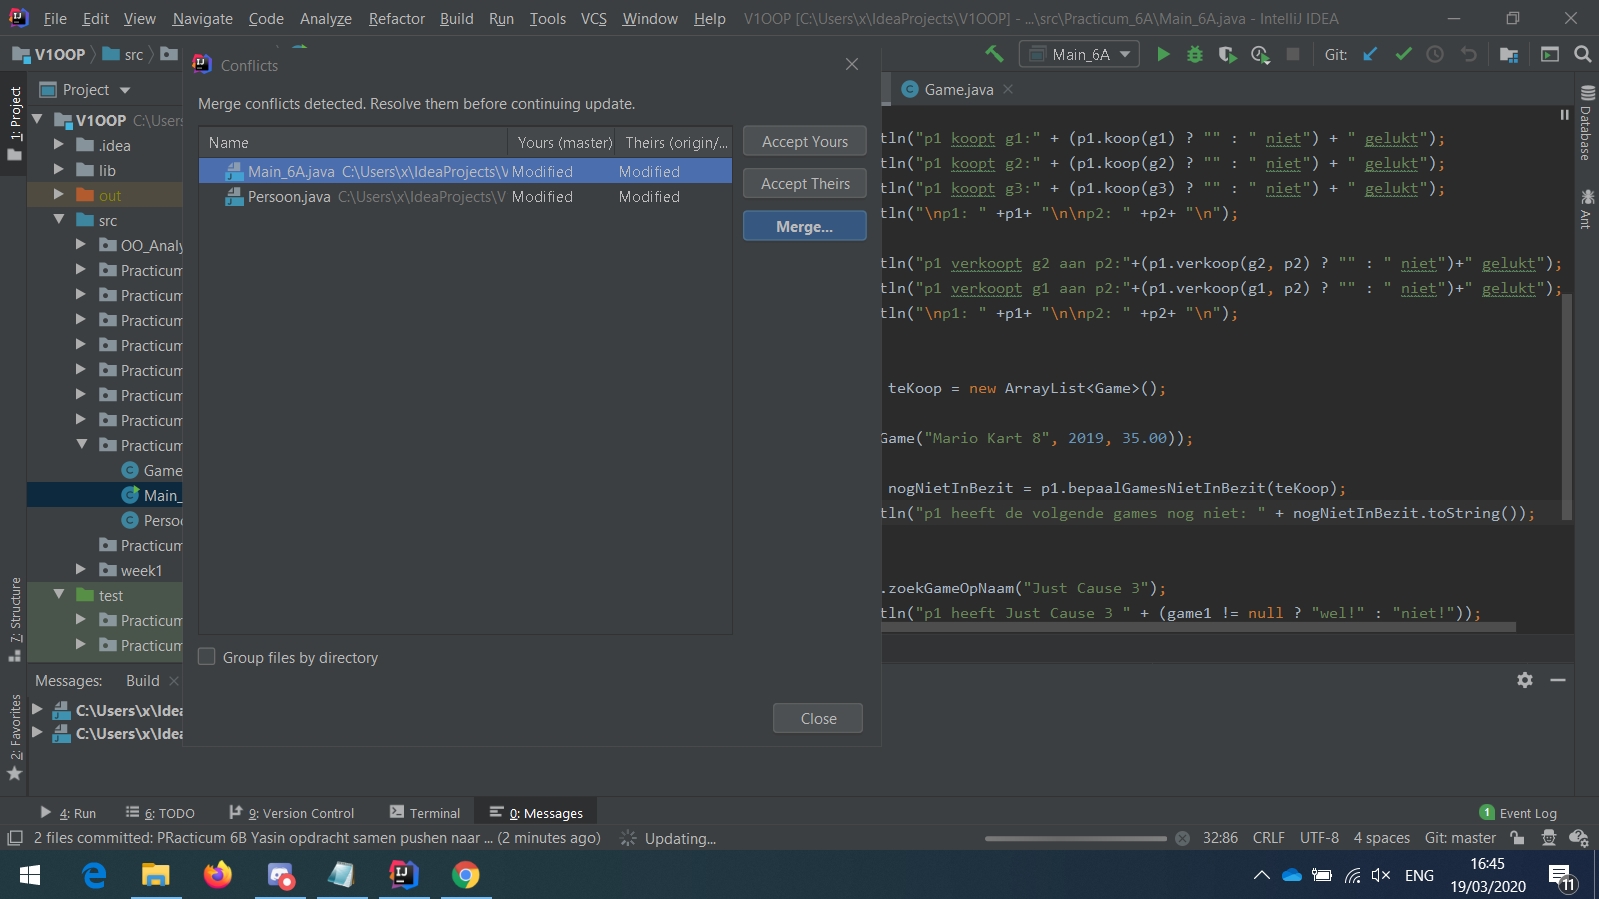 File Edit View Navigate Code Analyze Refactor Build Run Tools VCS Window Help V1OOP [C:\Users\x\IdeaProjects\V1OOP] - ...\src\Practicum_6A\Main_6A.java - IntelliJ IDEA
V1OOP src
Main_6A Git:
Conflicts
Merge conflicts detected. Resolve them before continuing update.
Name Yours (master) Theirs (origin/...
Main_6A.java C:\Users\x\IdeaProjects\V Modified Modified
Persoon.java C:\Users\x\IdeaProjects\V Modified Modified
Accept Yours
Accept Theirs
Merge...
Group files by directory
Close
1: Project
7: Structure
2: Favorites
Project
V1OOP C:\Users
.idea
lib
out
src
OO_Analy
Practicum
Practicum
Practicum
Practicum
Practicum
Practicum
Practicum
Practicum
Game
Main_
Perso
Practicum
week1
test
Practicum
Practicum
Game.java
tln("p1 koopt g1:" + (p1.koop(g1) ? "" : " niet") + " gelukt");
tln("p1 koopt g2:" + (p1.koop(g2) ? "" : " niet") + " gelukt");
tln("p1 koopt g3:" + (p1.koop(g3) ? "" : " niet") + " gelukt");
tln("\np1: " +p1+ "\n\np2: " +p2+ "\n");
tln("p1 verkoopt g2 aan p2:"+(p1.verkoop(g2, p2) ? "" : " niet")+" gelukt");
tln("p1 verkoopt g1 aan p2:"+(p1.verkoop(g1, p2) ? "" : " niet")+" gelukt");
tln("\np1: " +p1+ "\n\np2: " +p2+ "\n");
teKoop = new ArrayList<Game>();
Game("Mario Kart 8", 2019, 35.00));
nogNietInBezit = p1.bepaalGamesNietInBezit(teKoop);
tln("p1 heeft de volgende games nog niet: " + nogNietInBezit.toString());
.zoekGameOpNaam("Just Cause 3");
tln("p1 heeft Just Cause 3 " + (game1 != null ? "wel!" : "niet!"));
Database
Ant
Messages: Build
C:\Users\x\Idea
C:\Users\x\Idea
4: Run 6: TODO 9: Version Control Terminal 0: Messages 1 Event Log
2 files committed: PRacticum 6B Yasin opdracht samen pushen naar ... (2 minutes ago) Updating... 32:86 CRLF UTF-8 4 spaces Git: master
ENG
16:45
19/03/2020
11